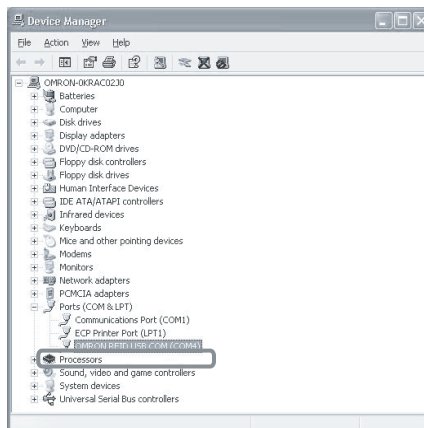 Device Manager
File Action View Help
OMRON-0KRAC02J0
Batteries
Computer
Disk drives
Display adapters
DVD/CD-ROM drives
Floppy disk controllers
Floppy disk drives
Human Interface Devices
IDE ATA/ATAPI controllers
Infrared devices
Keyboards
Mice and other pointing devices
Modems
Monitors
Network adapters
PCMCIA adapters
Ports (COM & LPT)
Communications Port (COM1)
ECP Printer Port (LPT1)
OMRON RFID USB COM (COM4)
Processors
Sound, video and game controllers
System devices
Universal Serial Bus controllers